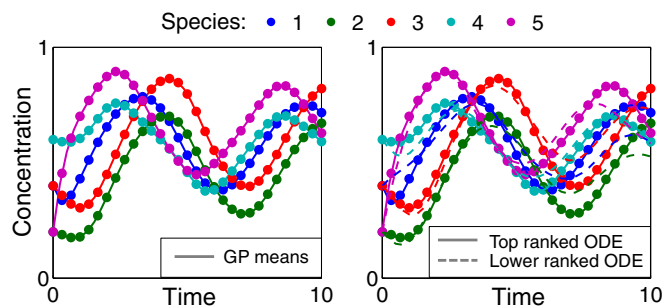 Species: 1 2 3 4 5
1 1
Concentration
GP means
Top ranked ODE
Lower ranked ODE
0 0
0 Time 10 0 Time 10